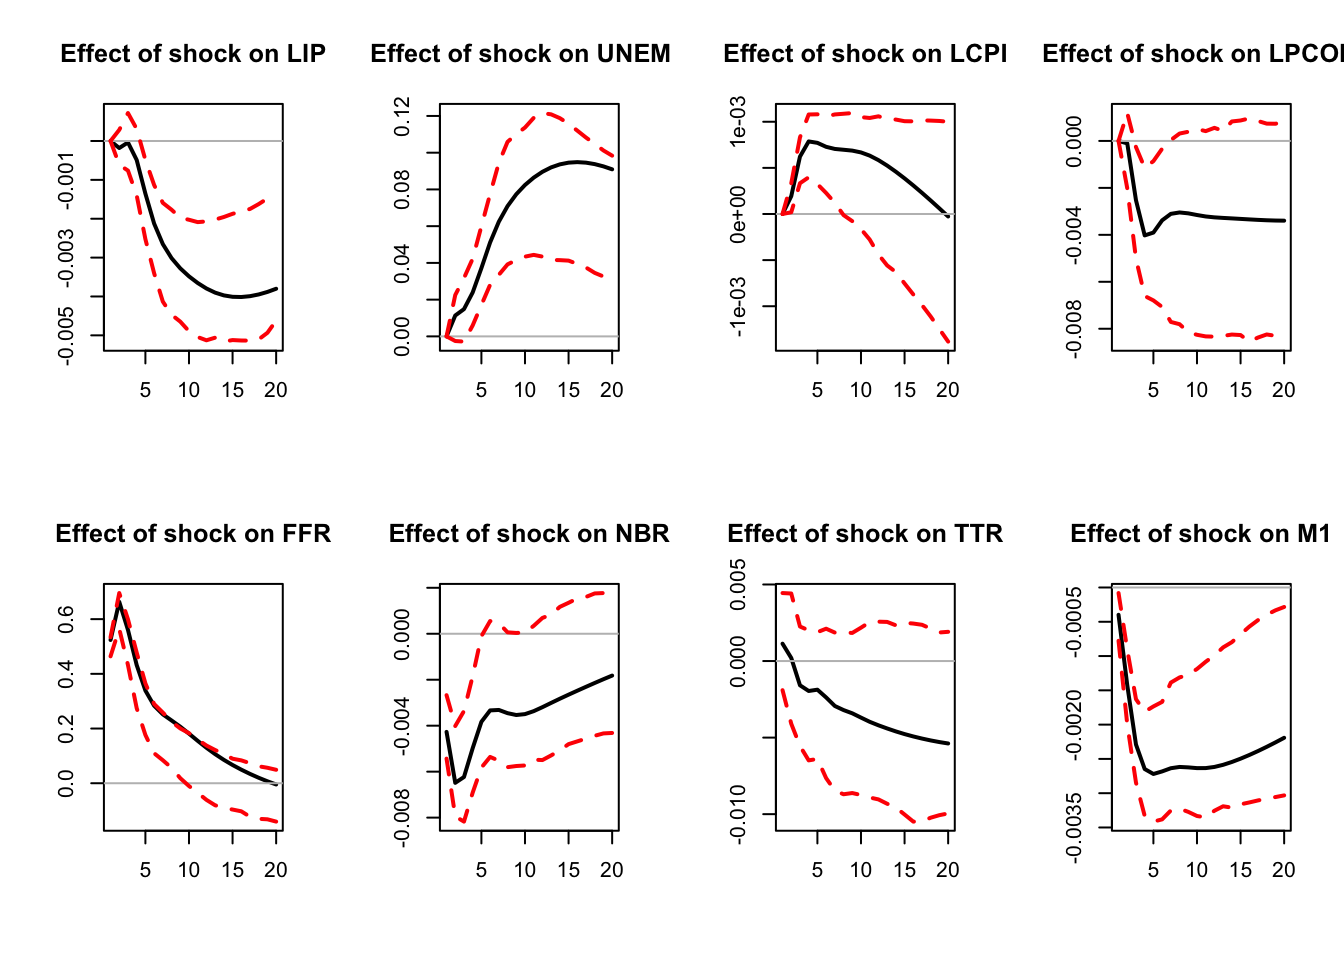 Effect of shock on LIP
-0.001
-0.003
-0.005
5 10 15 20
Effect of shock on UNEM
0.12
0.08
0.04
0.00
5 10 15 20
Effect of shock on LCPI
1e-03
0e+00
-1e-03
5 10 15 20
Effect of shock on LPCO
0.000
-0.004
-0.008
5 10 15 20
Effect of shock on FFR
0.6
0.4
0.2
0.0
5 10 15 20
Effect of shock on NBR
0.000
-0.004
-0.008
5 10 15 20
Effect of shock on TTR
0.005
0.000
-0.010
5 10 15 20
Effect of shock on M1
-0.0005
-0.0020
-0.0035
5 10 15 20